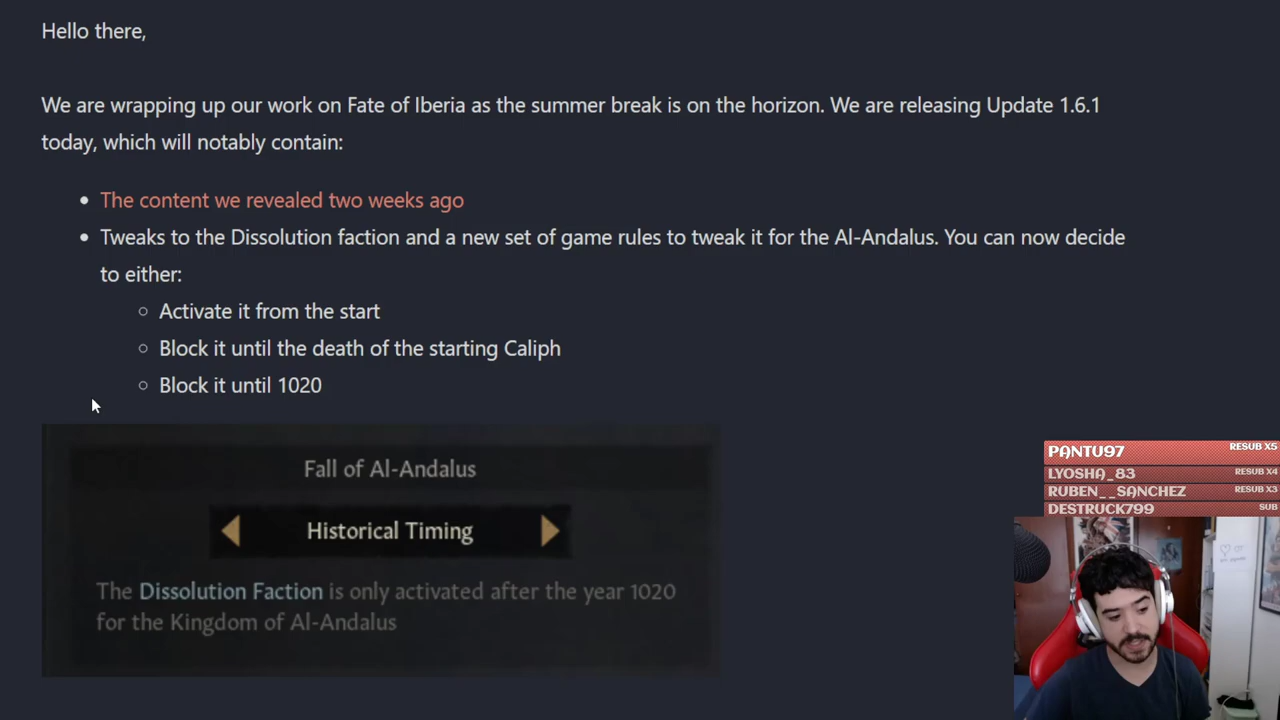 Hello there,
We are wrapping up our work on Fate of Iberia as the summer break is on the horizon. We are releasing Update 1.6.1
today, which will notably contain:
The content we revealed two weeks ago
Tweaks to the Dissolution faction and a new set of game rules to tweak it for the Al-Andalus. You can now decide
to either:
Activate it from the start
Block it until the death of the starting Caliph
Block it until 1020
Fall of Al-Andalus
Historical Timing
The Dissolution Faction is only activated after the year 1020
for the Kingdom of Al-Andalus
PANTU97 RESUB X5
LYOSHA_83 RESUB X4
RUBEN__SANCHEZ RESUB X3
DESTRUCK799 SUB